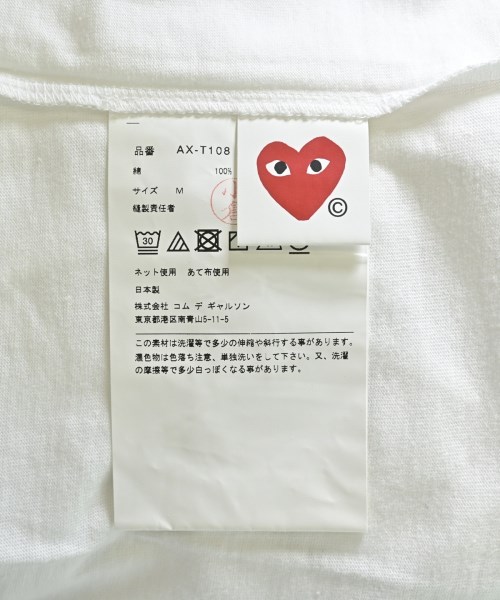 品番 AX-T108
綿 100%
サイズ M
縫製責任者
30
©
ネット使用 あて布使用
日本製
株式会社 コム デ ギャルソン
東京都港区南青山5-11-5
この素材は洗濯等で多少の伸縮や斜行する事があります。
濃色物は色落ち注意、単独洗いをして下さい。又、洗濯
の摩擦等で多少白っぽくなる事があります。